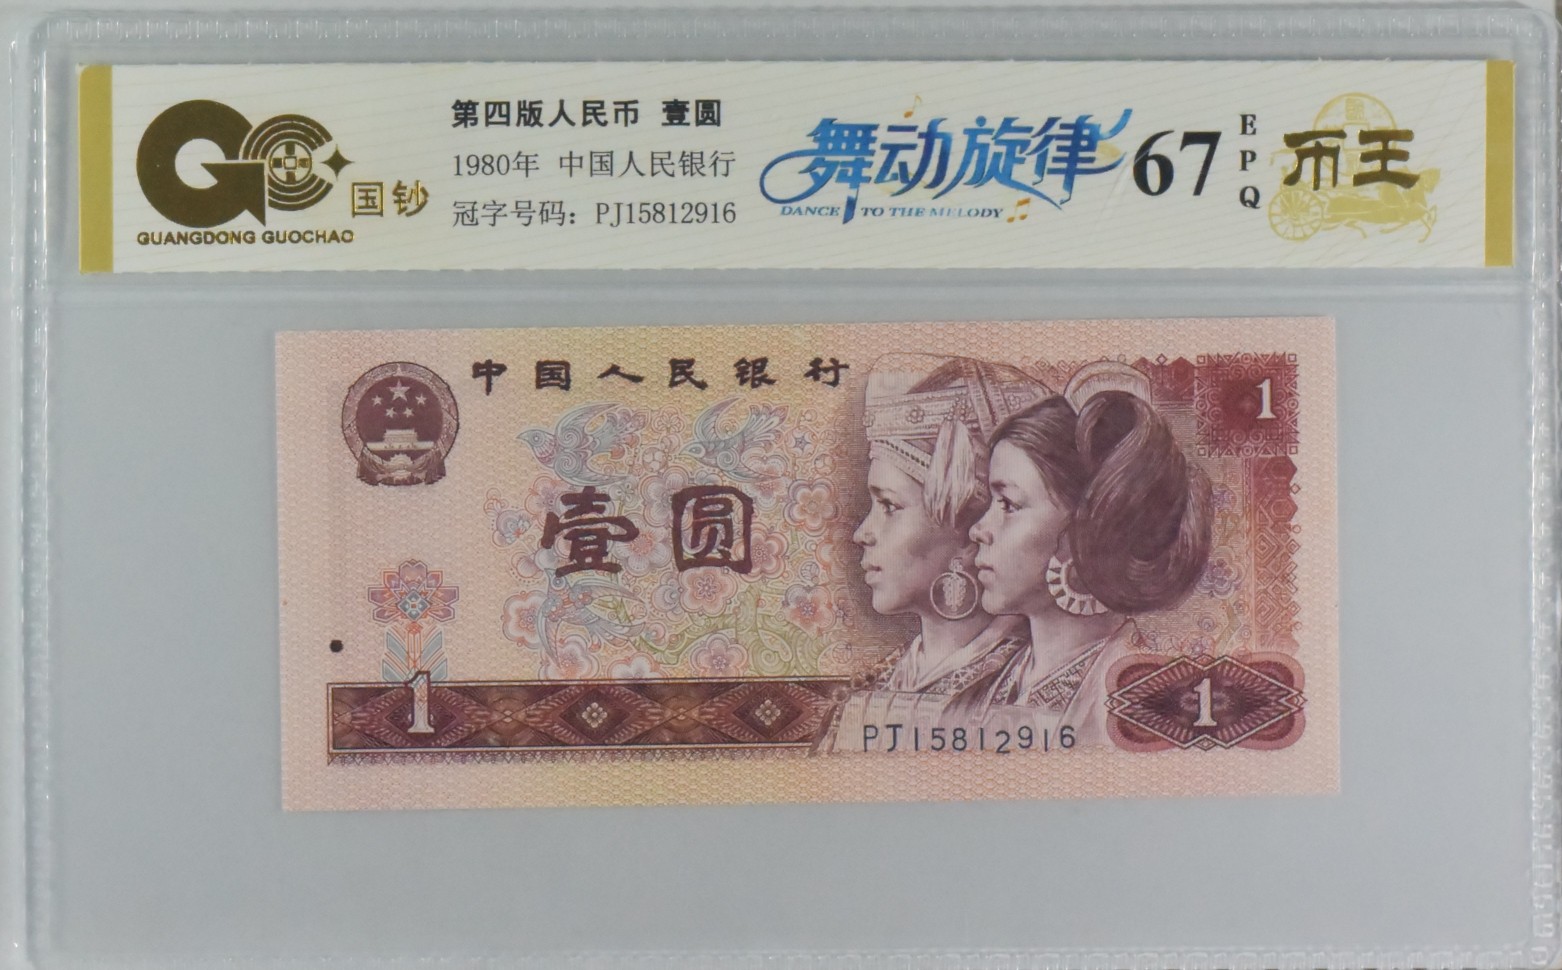 GUANGDONG GUOCHAO
国钞
第四版人民币 壹圆
1980年 中国人民银行
冠字号码：PJ15812916
舞动旋律
DANCE TO THE MELODY
67
EPQ
币王
中国人民银行
1
壹圆
1
PJ15812916
1